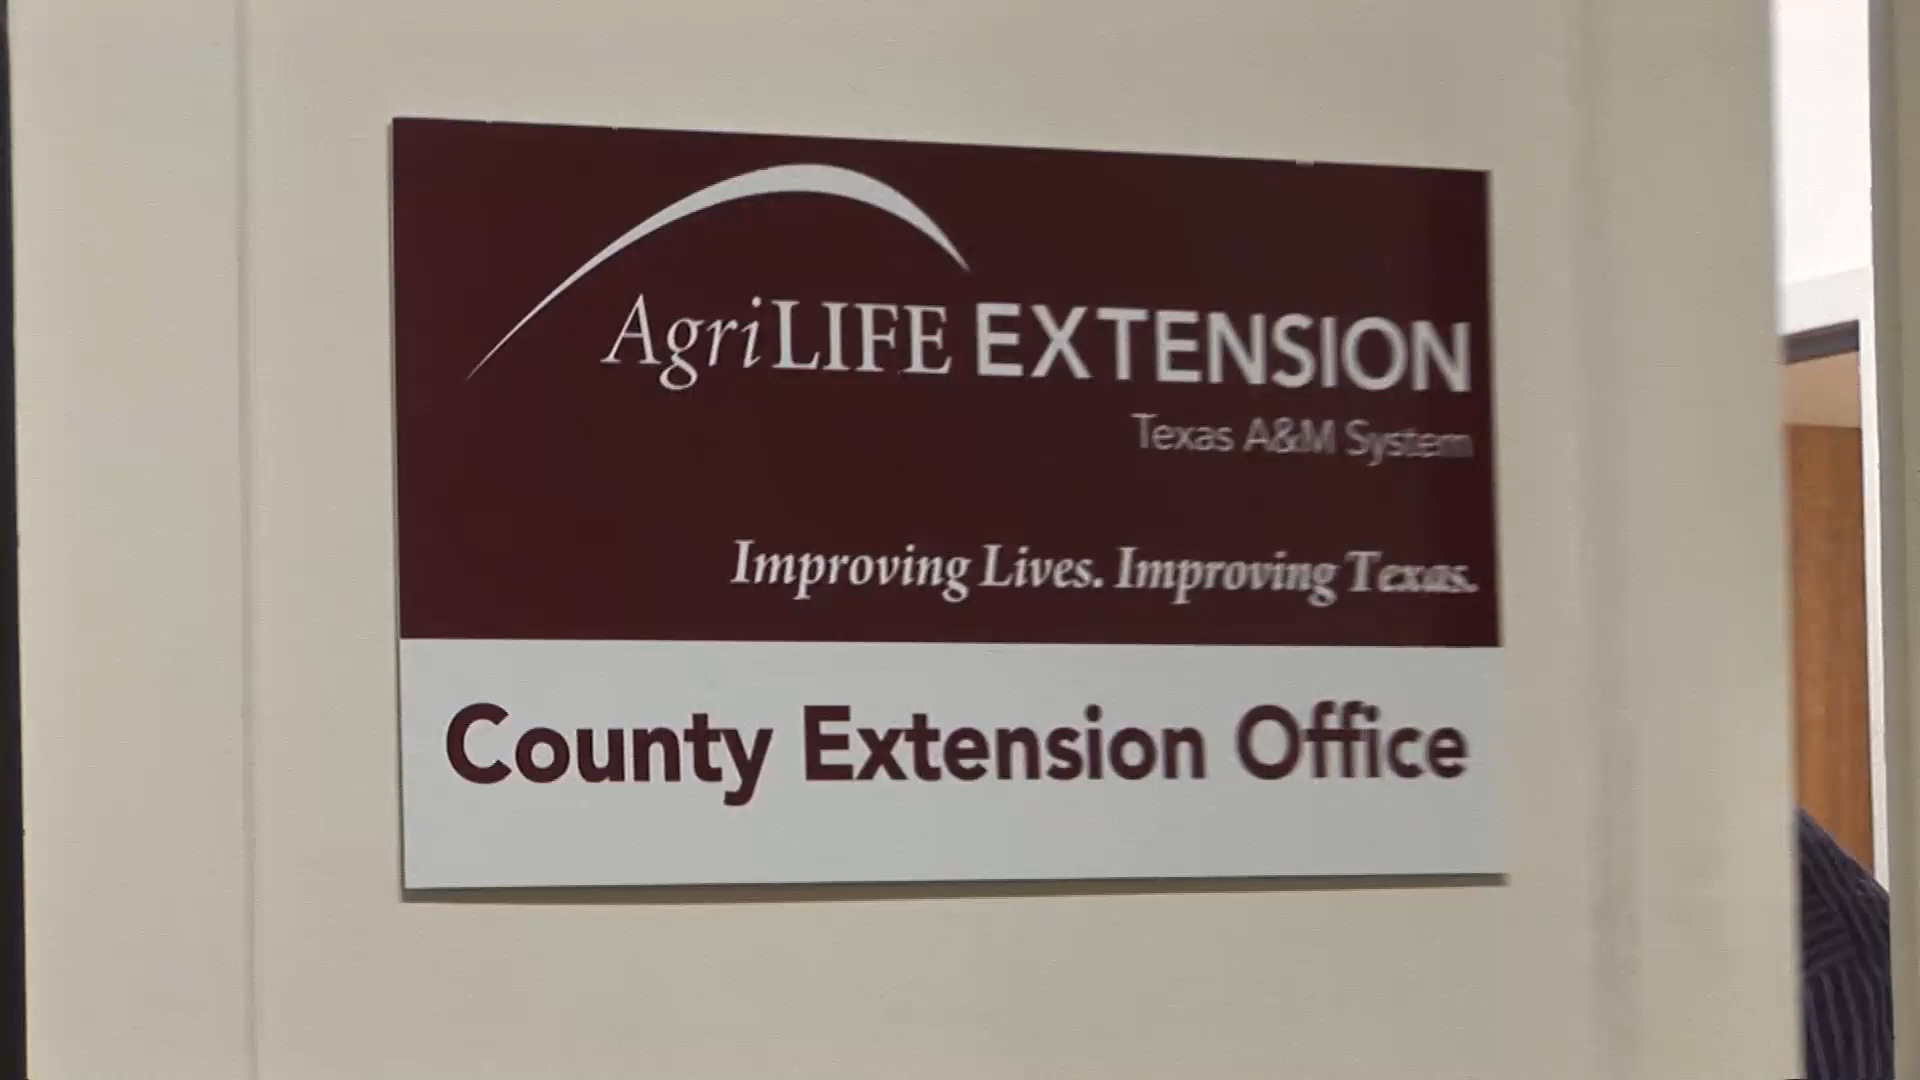 AgriLIFE EXTENSION
Texas A&M System
Improving Lives. Improving Texas.
County Extension Office